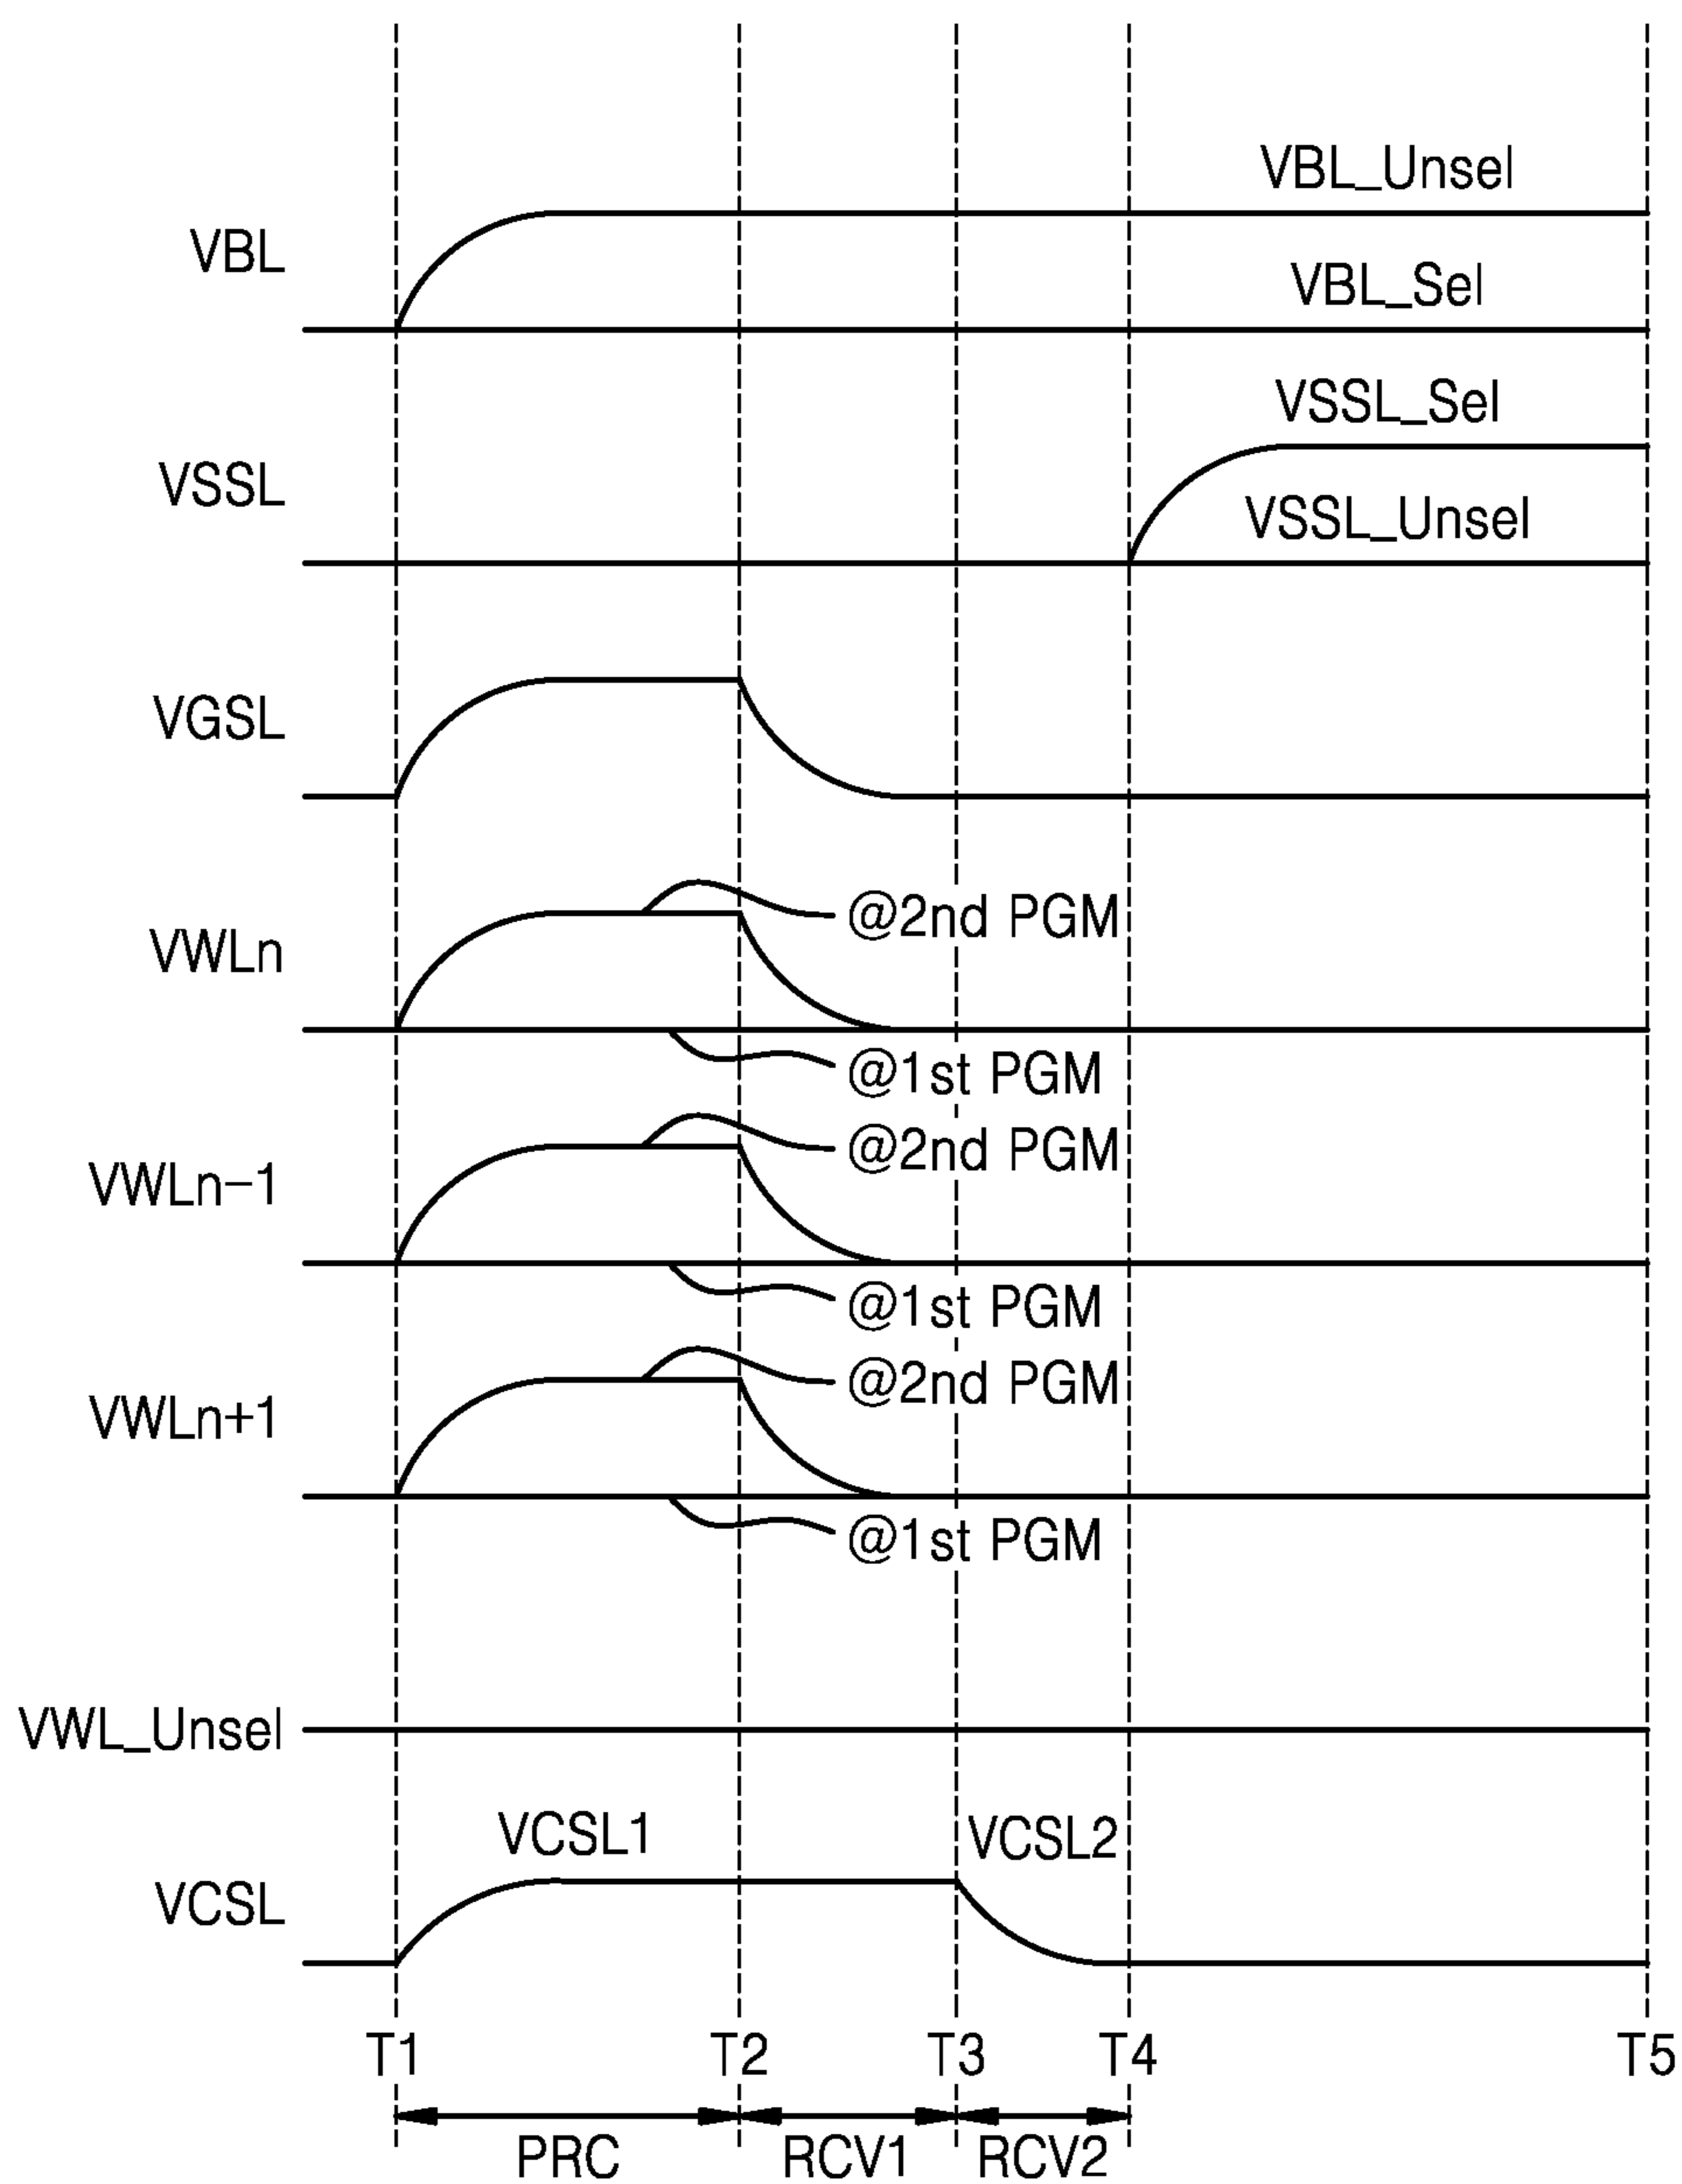 VBL_Unsel
VBL
VBL_Sel
VSSL_Sel
VSSL
VSSL_Unsel
VGSL
@2nd PGM
VWLn
@1st PGM
@2nd PGM
VWLn-1
@1st PGM
@2nd PGM
VWLn+1
@1st PGM
VWL_Unsel
VCSL1
VCSL2
VCSL
T1 T2 T3 T4 T5
PRC RCV1 RCV2